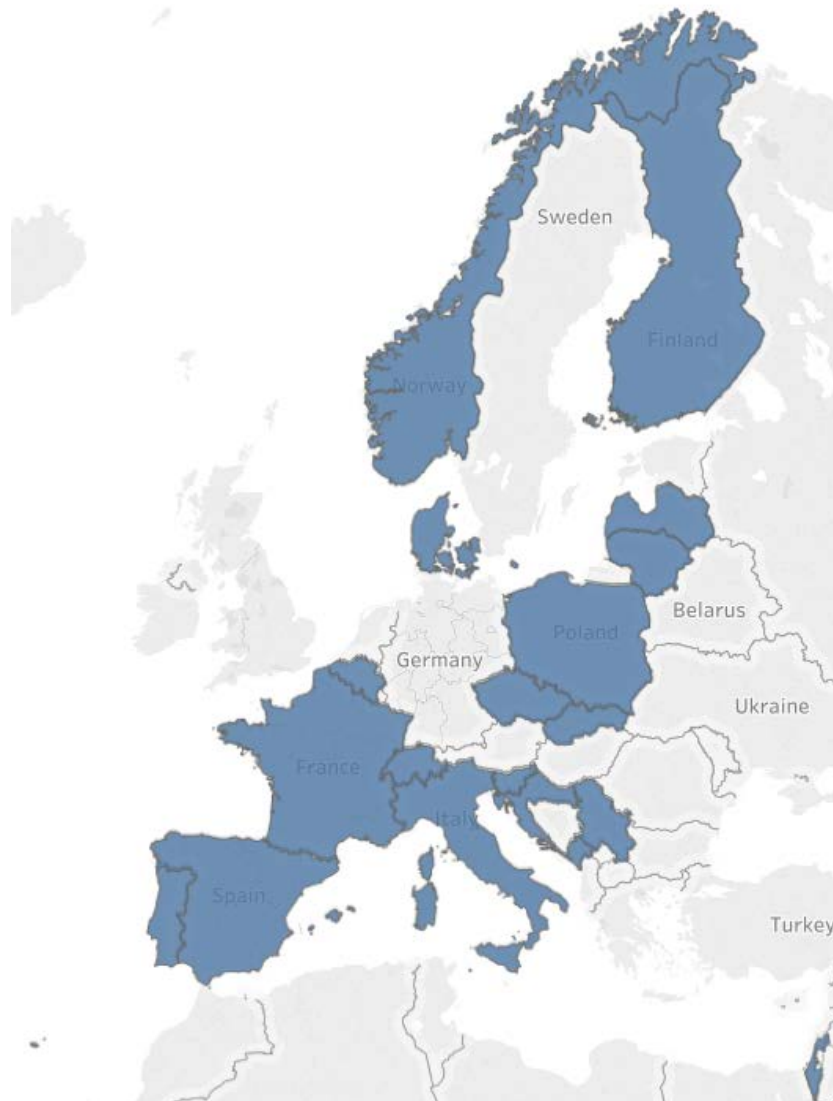 Sweden
Finland
Norway
Belarus
Poland
Germany
Ukraine
France
Italy
Spain
Turkey